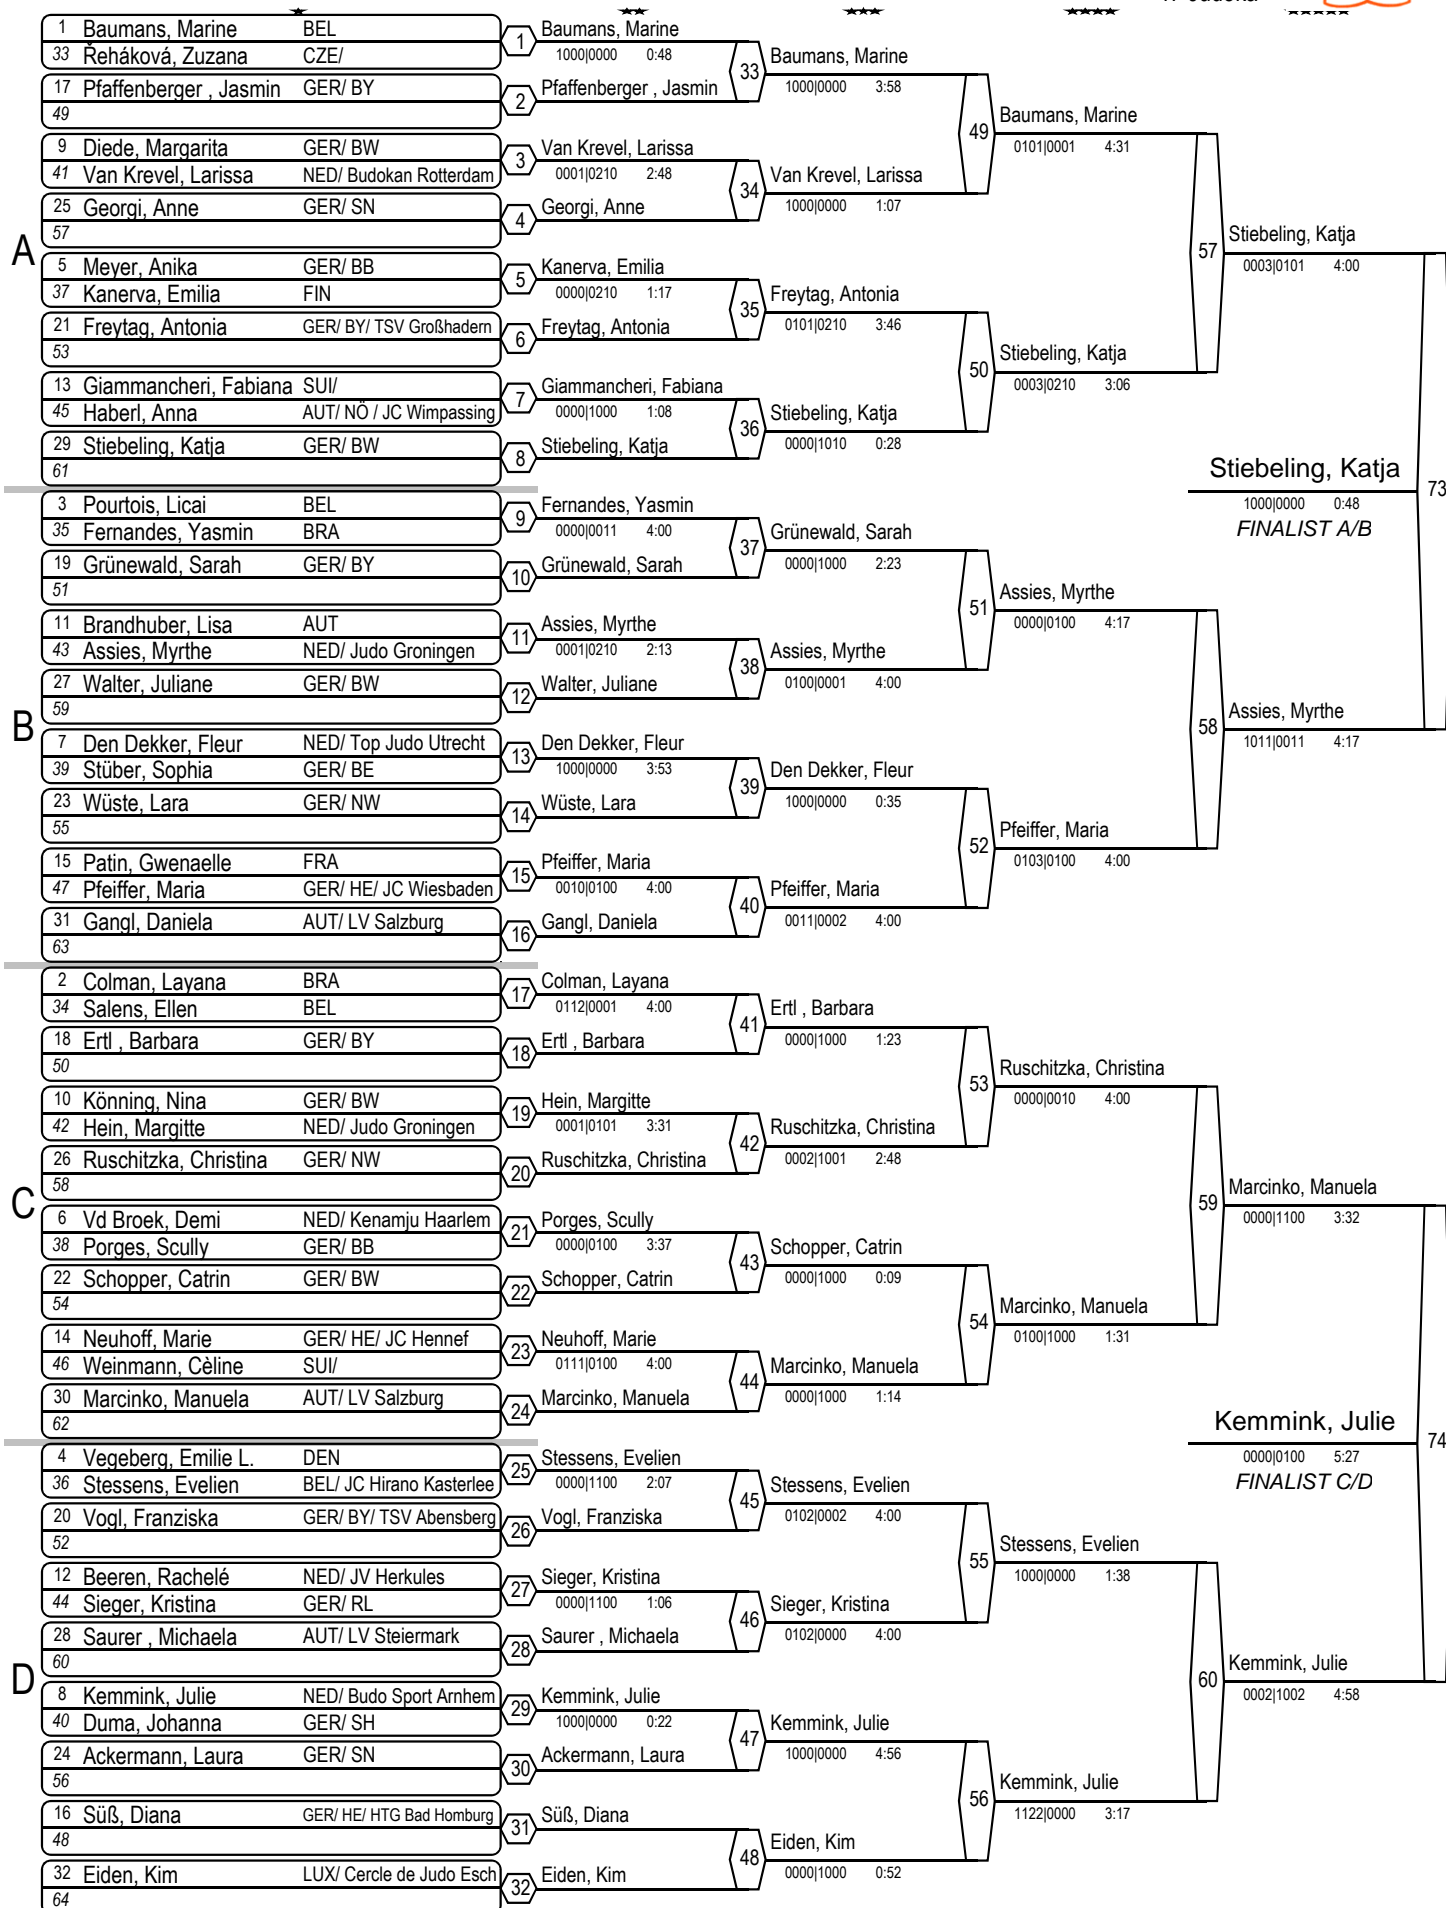 1 Baumans, Marine BEL
33 Řeháková, Zuzana CZE/
17 Pfaffenberger , Jasmin GER/ BY
49
9 Diede, Margarita GER/ BW
41 Van Krevel, Larissa NED/ Budokan Rotterdam
25 Georgi, Anne GER/ SN
57
A
5 Meyer, Anika GER/ BB
37 Kanerva, Emilia FIN
21 Freytag, Antonia GER/ BY/ TSV Großhadern
53
13 Giammancheri, Fabiana SUI/
45 Haberl, Anna AUT/ NÖ / JC Wimpassing
29 Stiebeling, Katja GER/ BW
61
3 Pourtois, Licai BEL
35 Fernandes, Yasmin BRA
19 Grünewald, Sarah GER/ BY
51
11 Brandhuber, Lisa AUT
43 Assies, Myrthe NED/ Judo Groningen
27 Walter, Juliane GER/ BW
59
B
7 Den Dekker, Fleur NED/ Top Judo Utrecht
39 Stüber, Sophia GER/ BE
23 Wüste, Lara GER/ NW
55
15 Patin, Gwenaelle FRA
47 Pfeiffer, Maria GER/ HE/ JC Wiesbaden
31 Gangl, Daniela AUT/ LV Salzburg
63
2 Colman, Layana BRA
34 Salens, Ellen BEL
18 Ertl , Barbara GER/ BY
50
10 Könning, Nina GER/ BW
42 Hein, Margitte NED/ Judo Groningen
26 Ruschitzka, Christina GER/ NW
58
C
6 Vd Broek, Demi NED/ Kenamju Haarlem
38 Porges, Scully GER/ BB
22 Schopper, Catrin GER/ BW
54
14 Neuhoff, Marie GER/ HE/ JC Hennef
46 Weinmann, Cèline SUI/
30 Marcinko, Manuela AUT/ LV Salzburg
62
4 Vegeberg, Emilie L. DEN
36 Stessens, Evelien BEL/ JC Hirano Kasterlee
20 Vogl, Franziska GER/ BY/ TSV Abensberg
52
12 Beeren, Rachelé NED/ JV Herkules
44 Sieger, Kristina GER/ RL
28 Saurer , Michaela AUT/ LV Steiermark
60
D
8 Kemmink, Julie NED/ Budo Sport Arnhem
40 Duma, Johanna GER/ SH
24 Ackermann, Laura GER/ SN
56
16 Süß, Diana GER/ HE/ HTG Bad Homburg
48
32 Eiden, Kim LUX/ Cercle de Judo Esch
64
1 Baumans, Marine
1000|0000 0:48
2 Pfaffenberger , Jasmin
3 Van Krevel, Larissa
0001|0210 2:48
4 Georgi, Anne
5 Kanerva, Emilia
0000|0210 1:17
6 Freytag, Antonia
7 Giammancheri, Fabiana
0000|1000 1:08
8 Stiebeling, Katja
9 Fernandes, Yasmin
0000|0011 4:00
10 Grünewald, Sarah
11 Assies, Myrthe
0001|0210 2:13
12 Walter, Juliane
13 Den Dekker, Fleur
1000|0000 3:53
14 Wüste, Lara
15 Pfeiffer, Maria
0010|0100 4:00
16 Gangl, Daniela
17 Colman, Layana
0112|0001 4:00
18 Ertl , Barbara
19 Hein, Margitte
0001|0101 3:31
20 Ruschitzka, Christina
21 Porges, Scully
0000|0100 3:37
22 Schopper, Catrin
23 Neuhoff, Marie
0111|0100 4:00
24 Marcinko, Manuela
25 Stessens, Evelien
0000|1100 2:07
26 Vogl, Franziska
27 Sieger, Kristina
0000|1100 1:06
28 Saurer , Michaela
29 Kemmink, Julie
1000|0000 0:22
30 Ackermann, Laura
31 Süß, Diana
32 Eiden, Kim
33 Baumans, Marine
1000|0000 3:58
34 Van Krevel, Larissa
1000|0000 1:07
35 Freytag, Antonia
0101|0210 3:46
36 Stiebeling, Katja
0000|1010 0:28
37 Grünewald, Sarah
0000|1000 2:23
38 Assies, Myrthe
0100|0001 4:00
39 Den Dekker, Fleur
1000|0000 0:35
40 Pfeiffer, Maria
0011|0002 4:00
41 Ertl , Barbara
0000|1000 1:23
42 Ruschitzka, Christina
0002|1001 2:48
43 Schopper, Catrin
0000|1000 0:09
44 Marcinko, Manuela
0000|1000 1:14
45 Stessens, Evelien
0102|0002 4:00
46 Sieger, Kristina
0102|0000 4:00
47 Kemmink, Julie
1000|0000 4:56
48 Eiden, Kim
0000|1000 0:52
49 Baumans, Marine
0101|0001 4:31
50 Stiebeling, Katja
0003|0210 3:06
51 Assies, Myrthe
0000|0100 4:17
52 Pfeiffer, Maria
0103|0100 4:00
53 Ruschitzka, Christina
0000|0010 4:00
54 Marcinko, Manuela
0100|1000 1:31
55 Stessens, Evelien
1000|0000 1:38
56 Kemmink, Julie
1122|0000 3:17
57 Stiebeling, Katja
0003|0101 4:00
58 Assies, Myrthe
1011|0011 4:17
59 Marcinko, Manuela
0000|1100 3:32
60 Kemmink, Julie
0002|1002 4:58
Stiebeling, Katja
73
1000|0000 0:48
FINALIST A/B
Kemmink, Julie
74
0000|0100 5:27
FINALIST C/D